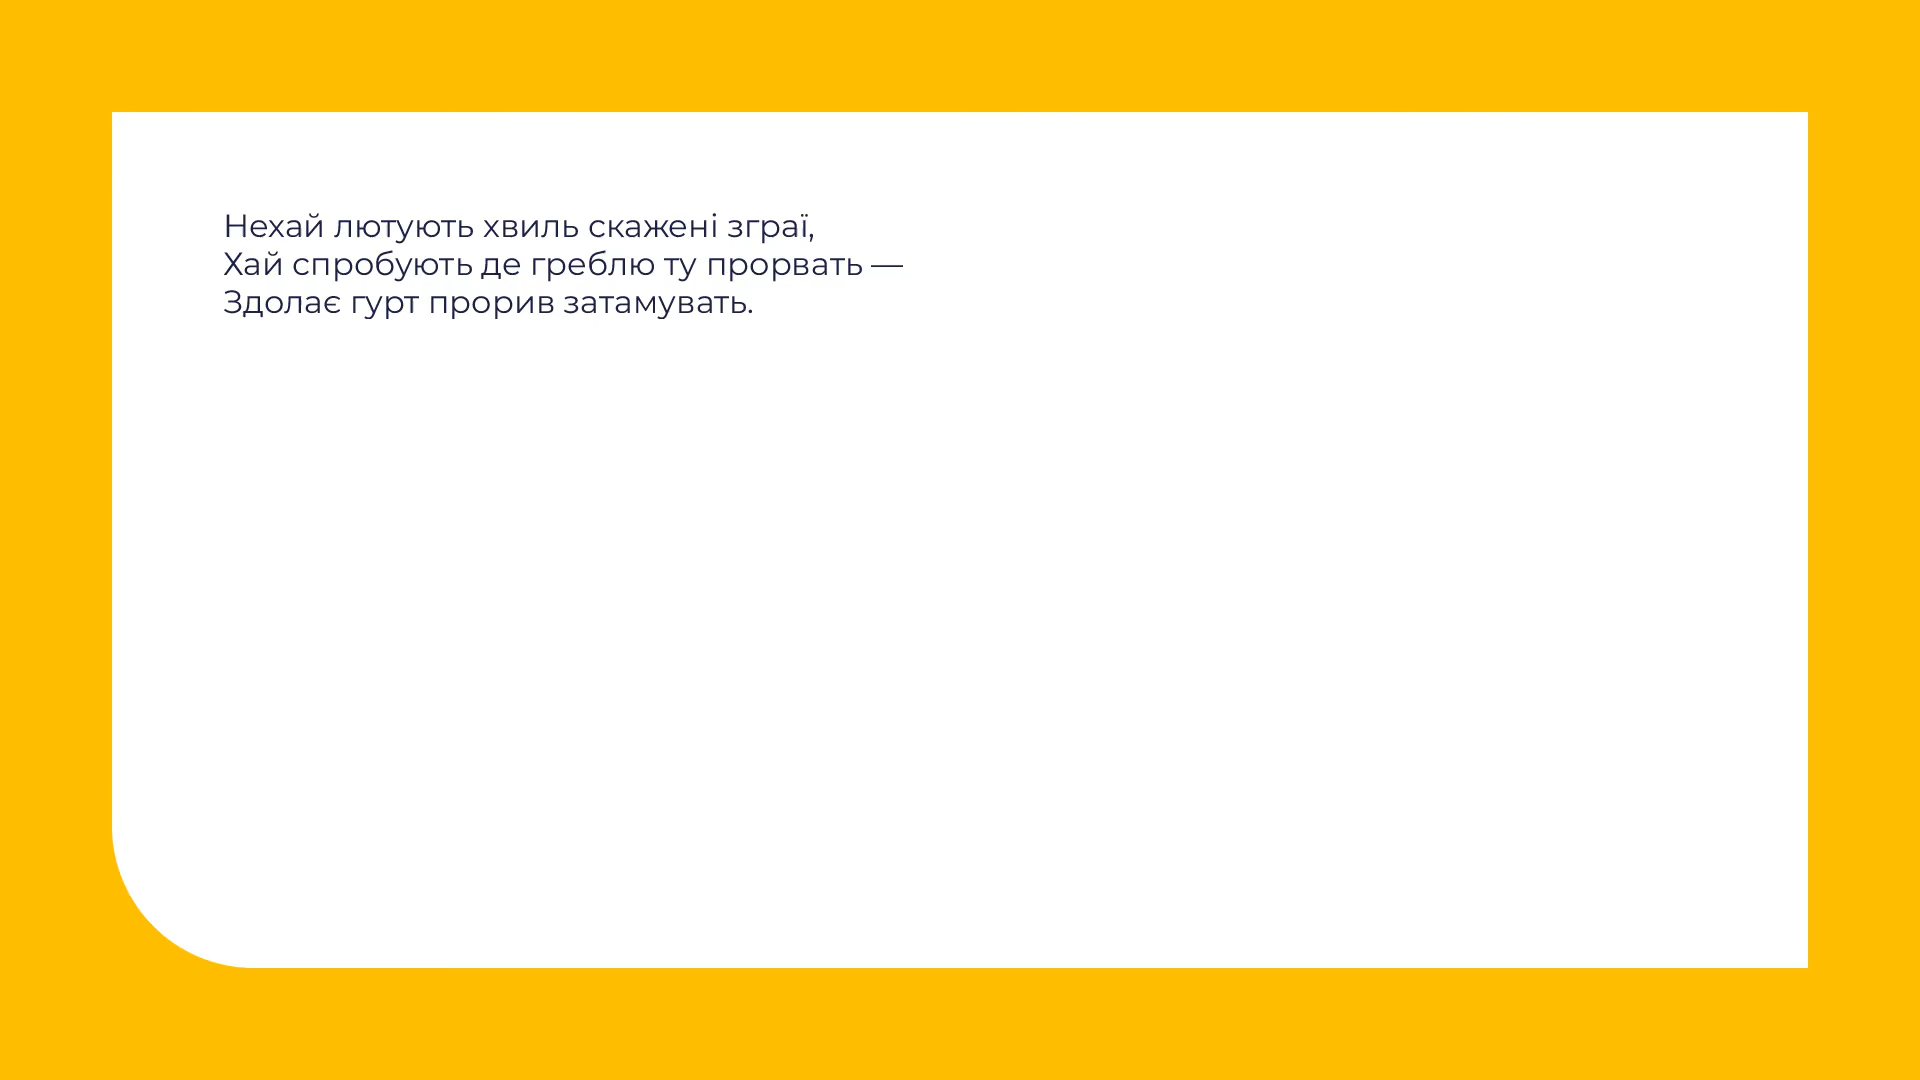 Нехай лютують хвиль скажені зграї,
Хай спробують де греблю ту прорвать —
Здолає гурт прорив затамувать.